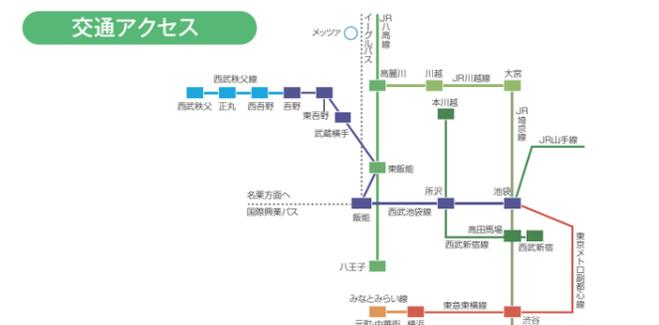 交通アクセス
メッツァ
イーグルバス
JR八高線
高麗川
川越
JR川越線
大宮
西武秩父線
西武秩父
正丸
西吾野
吾野
東吾野
武蔵横手
本川越
JR埼京線
JR山手線
東飯能
名栗方面へ
国際興業バス
飯能
西武池袋線
所沢
池袋
高田馬場
西武新宿線
西武新宿
東京メトロ副都心線
八王子
みなとみらい線
東急東横線
元町・中華街
横浜
渋谷